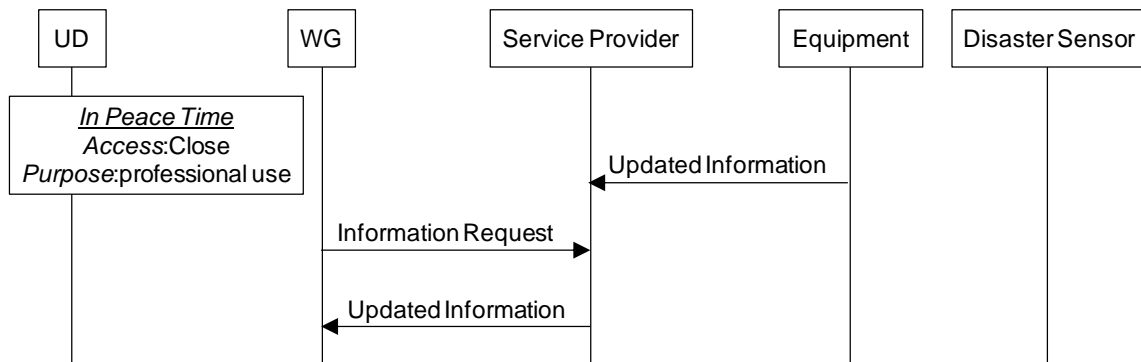 UD
WG
Service Provider
Equipment
Disaster Sensor
In Peace Time
Access:Close
Purpose:professional use
Updated Information
Information Request
Updated Information